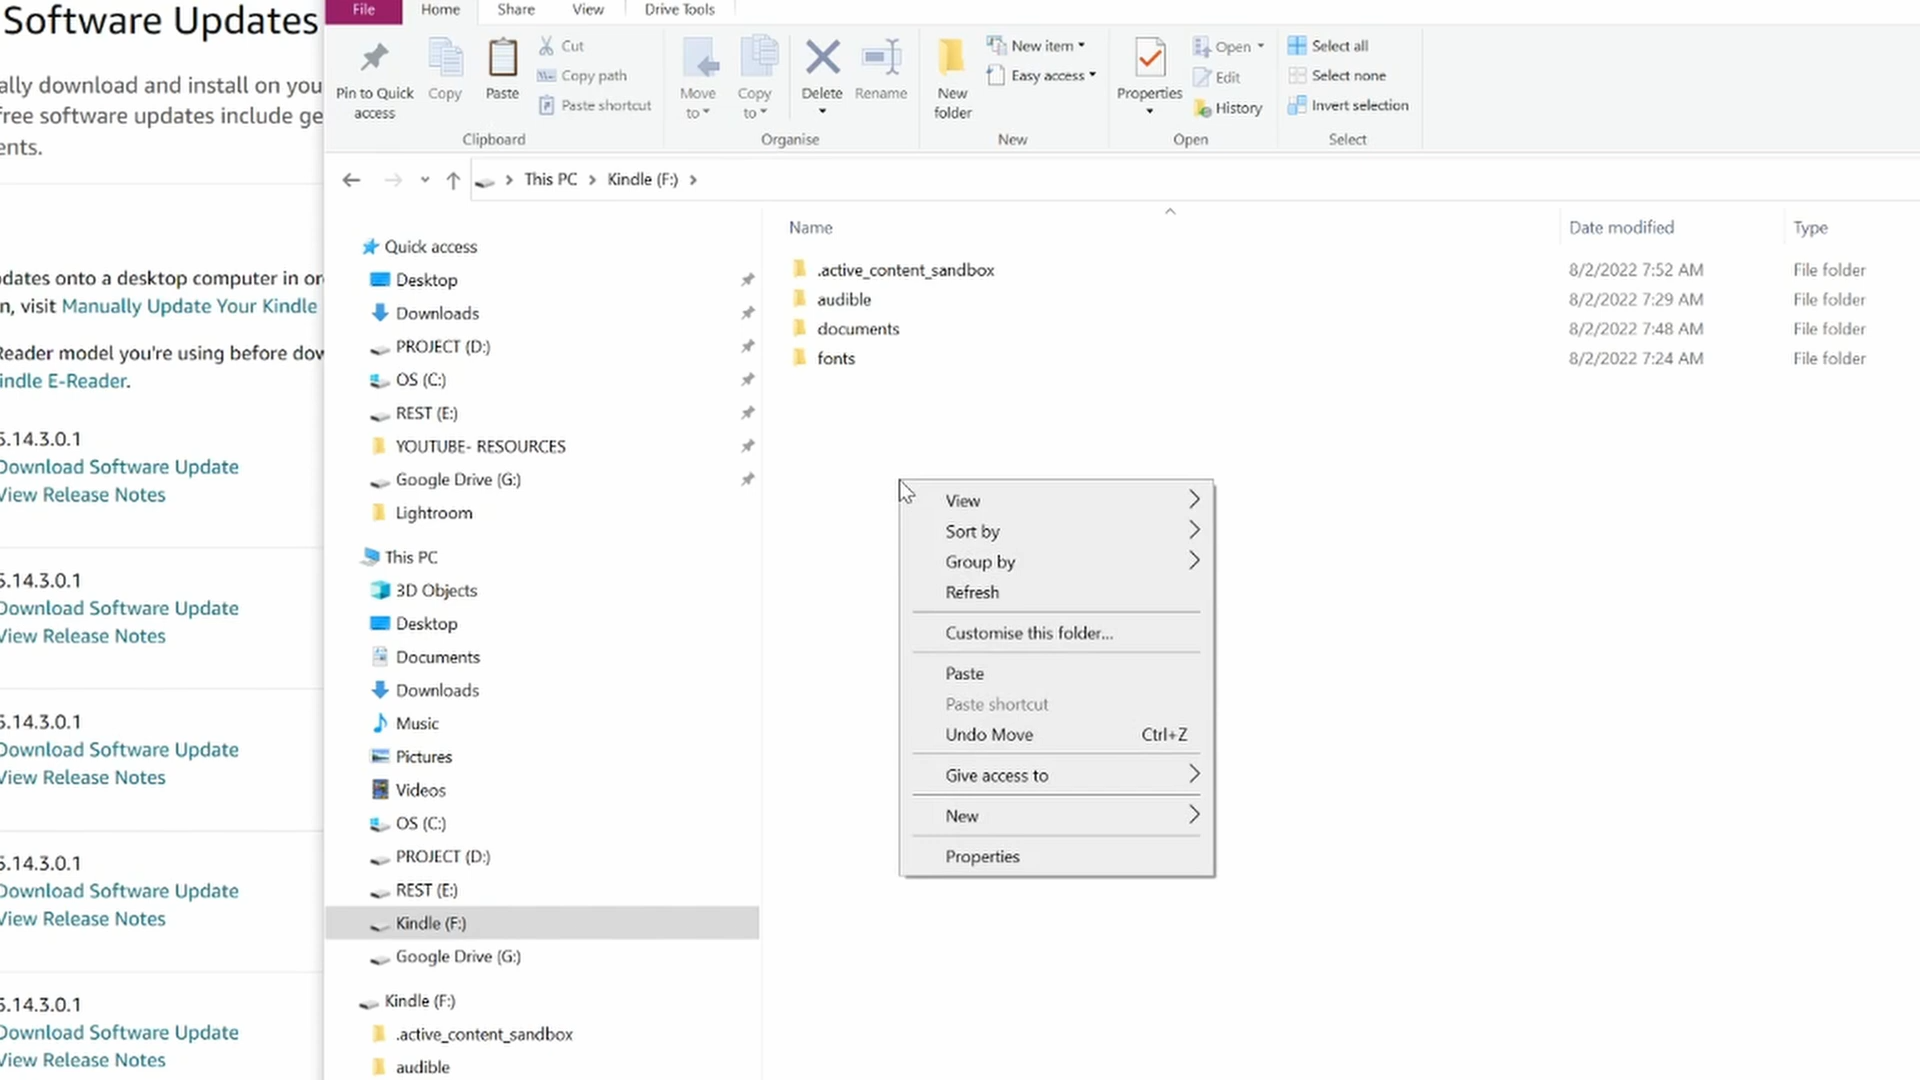 Software Updates
ally download and install on you
free software updates include ge
ents.
pdates onto a desktop computer in or
n, visit Manually Update Your Kindle
Reader model you're using before dow
indle E-Reader.
5.14.3.0.1
Download Software Update
View Release Notes
5.14.3.0.1
Download Software Update
View Release Notes
5.14.3.0.1
Download Software Update
View Release Notes
5.14.3.0.1
Download Software Update
View Release Notes
5.14.3.0.1
Download Software Update
View Release Notes
File
Home
Share
View
Drive Tools
Pin to Quick
access
Copy
Paste
Cut
Copy path
Paste shortcut
Clipboard
Move
to
Copy
to
Delete
Rename
Organise
New
folder
New item
Easy access
New
Properties
Open
Edit
History
Open
Select all
Select none
Invert selection
Select
This PC
Kindle (F:)
Quick access
Desktop
Downloads
PROJECT (D:)
OS (C:)
REST (E:)
YOUTUBE- RESOURCES
Google Drive (G:)
Lightroom
This PC
3D Objects
Desktop
Documents
Downloads
Music
Pictures
Videos
OS (C:)
PROJECT (D:)
REST (E:)
Kindle (F:)
Google Drive (G:)
Kindle (F:)
.active_content_sandbox
audible
Name Date modified Type
.active_content_sandbox 8/2/2022 7:52 AM File folder
audible 8/2/2022 7:29 AM File folder
documents 8/2/2022 7:48 AM File folder
fonts 8/2/2022 7:24 AM File folder
View
Sort by
Group by
Refresh
Customise this folder...
Paste
Paste shortcut
Undo Move Ctrl+Z
Give access to
New
Properties